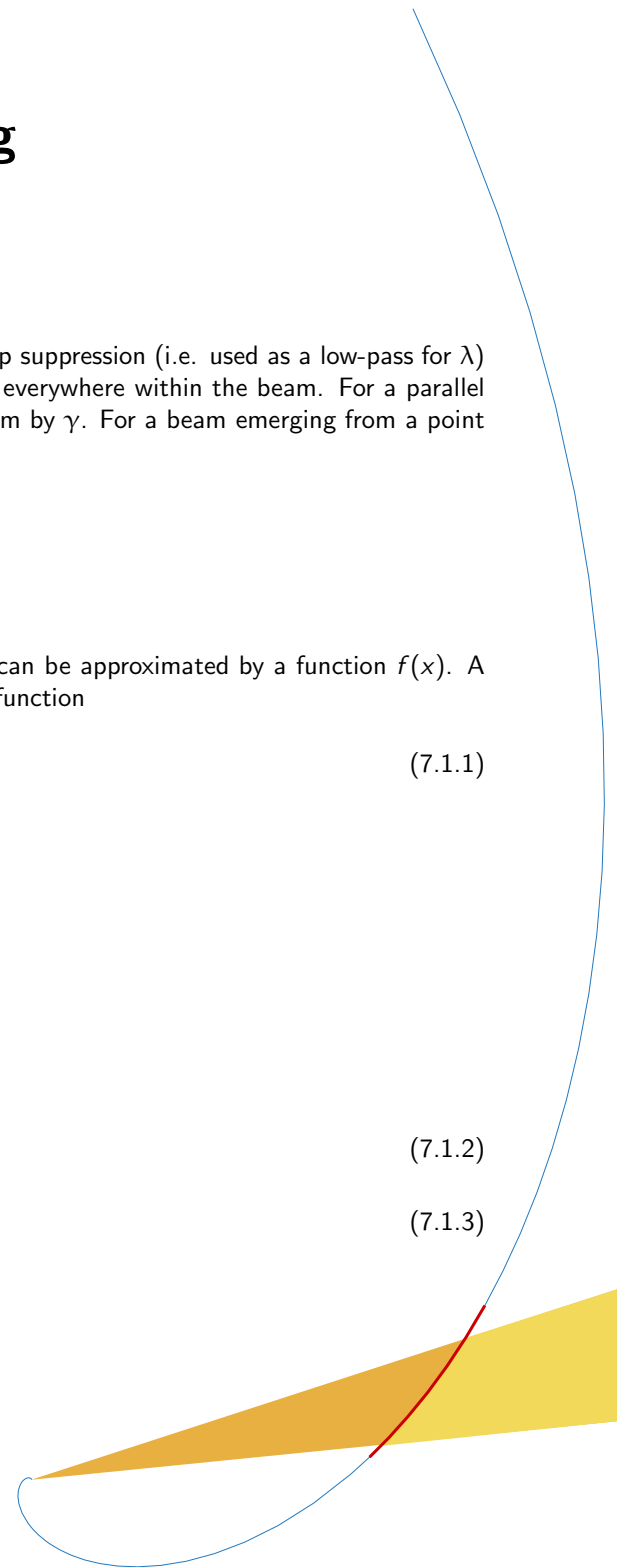 g
p suppression (i.e. used as a low-pass for λ)
everywhere within the beam. For a parallel
m by γ. For a beam emerging from a point
can be approximated by a function f(x). A
function
(7.1.1)
(7.1.2)
(7.1.3)